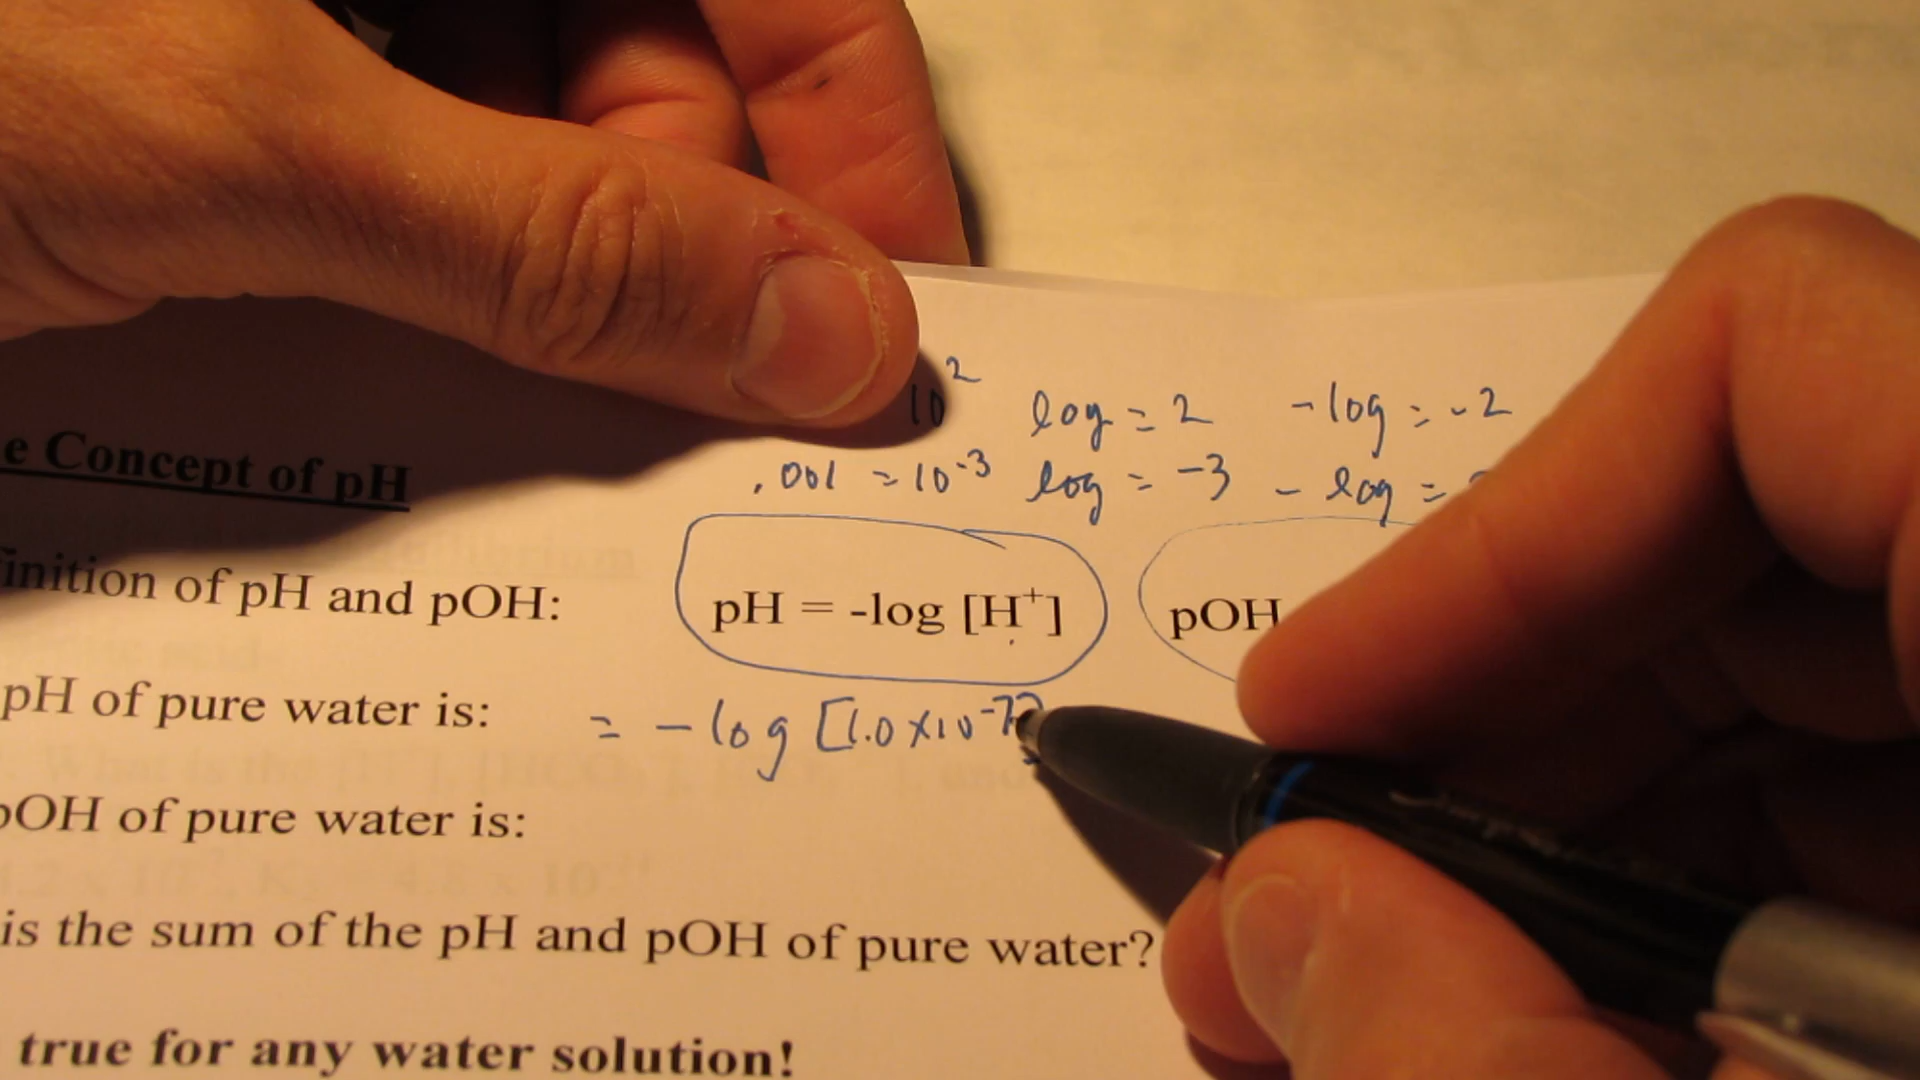 10² log = 2 -log = -2
.001 = 10⁻³ log = -3 - log =
e Concept of pH
inition of pH and pOH: pH = -log [H⁺] pOH
pH of pure water is: = - log [1.0 x 10⁻⁷]
pOH of pure water is:
is the sum of the pH and pOH of pure water?
true for any water solution!